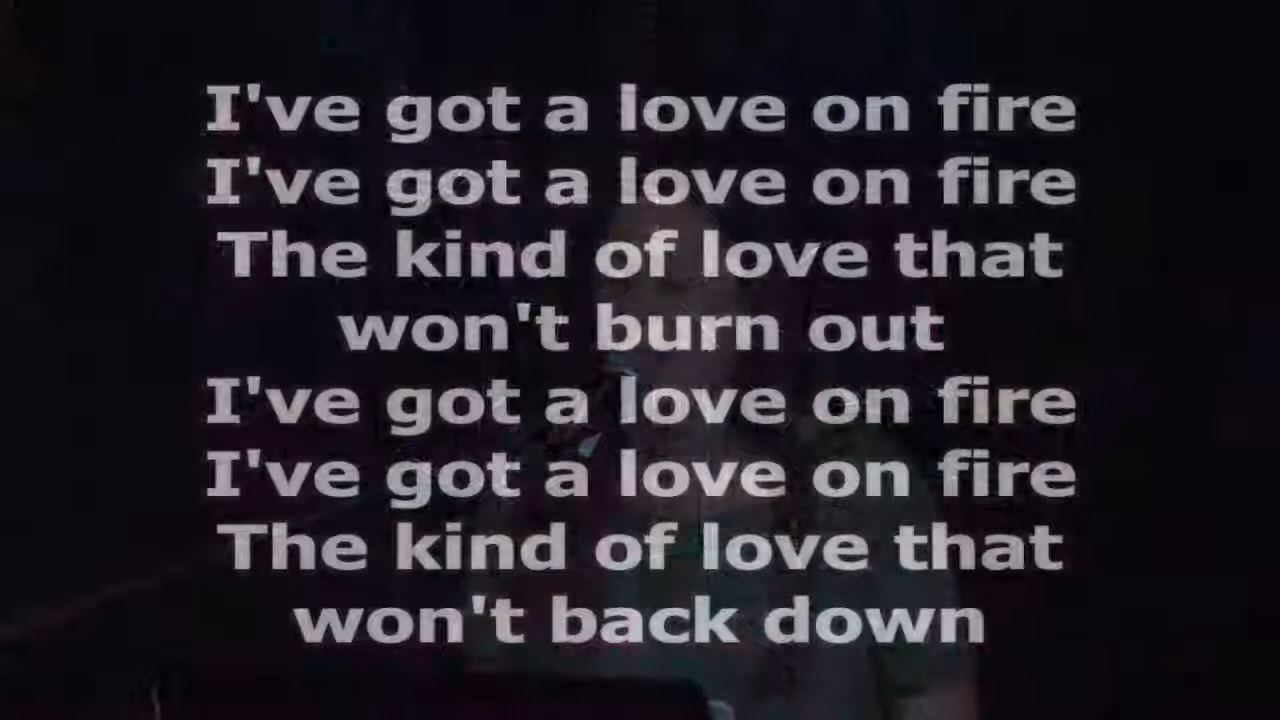 I've got a love on fire
I've got a love on fire
The kind of love that
won't burn out
I've got a love on fire
I've got a love on fire
The kind of love that
won't back down